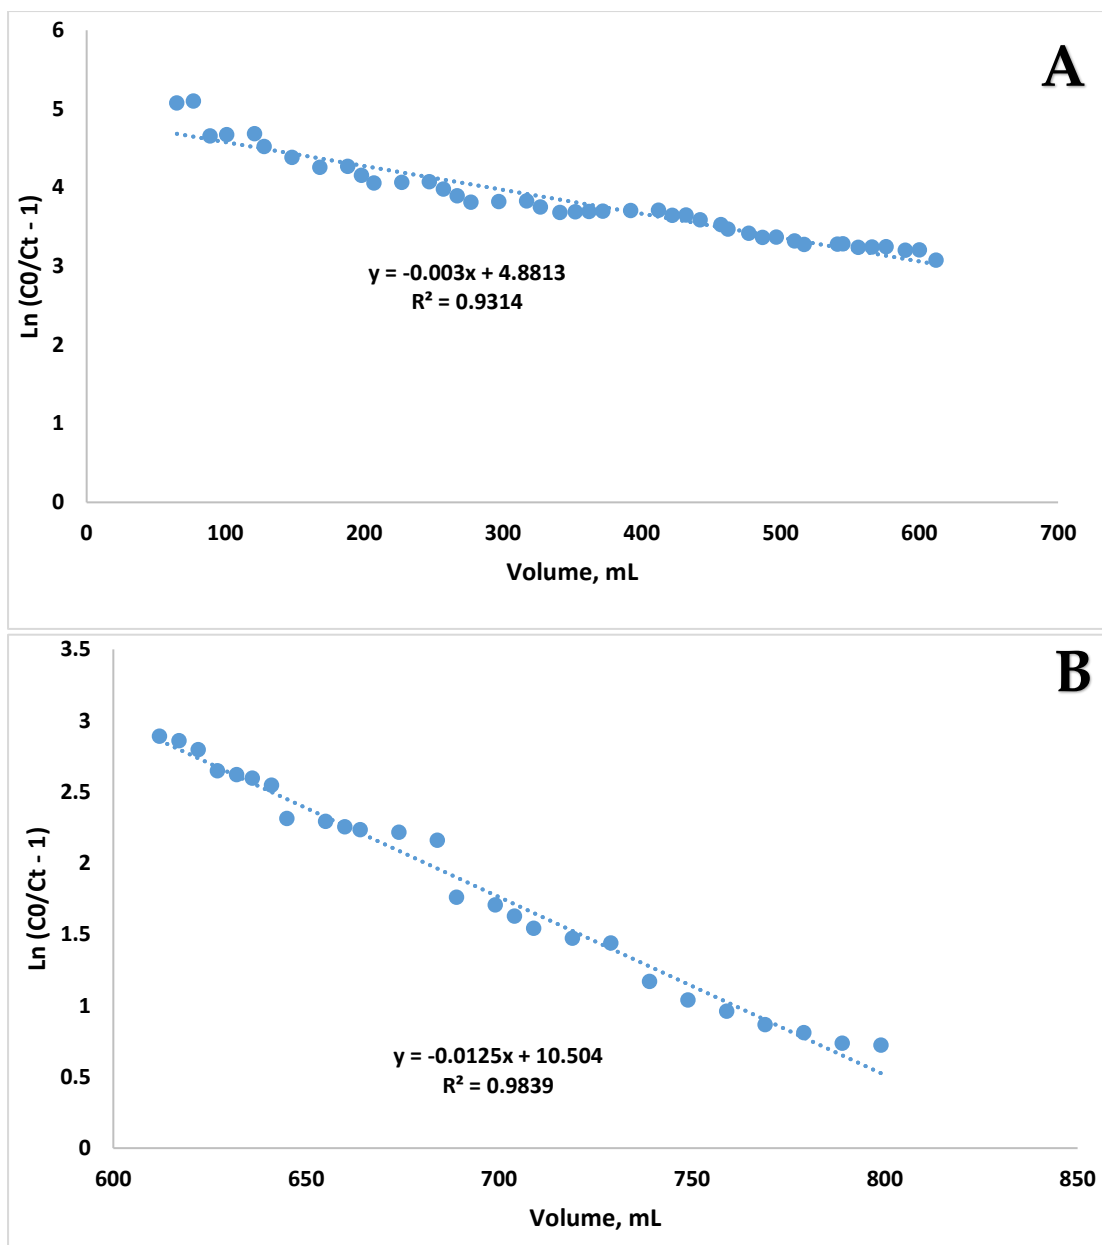 A
6
5
4
3
2
1
0
Ln (C0/Ct - 1)
y = -0.003x + 4.8813
R² = 0.9314
0 100 200 300 400 500 600 700
Volume, mL
B
3.5
3
2.5
2
1.5
1
0.5
0
Ln (C0/Ct - 1)
y = -0.0125x + 10.504
R² = 0.9839
600 650 700 750 800 850
Volume, mL